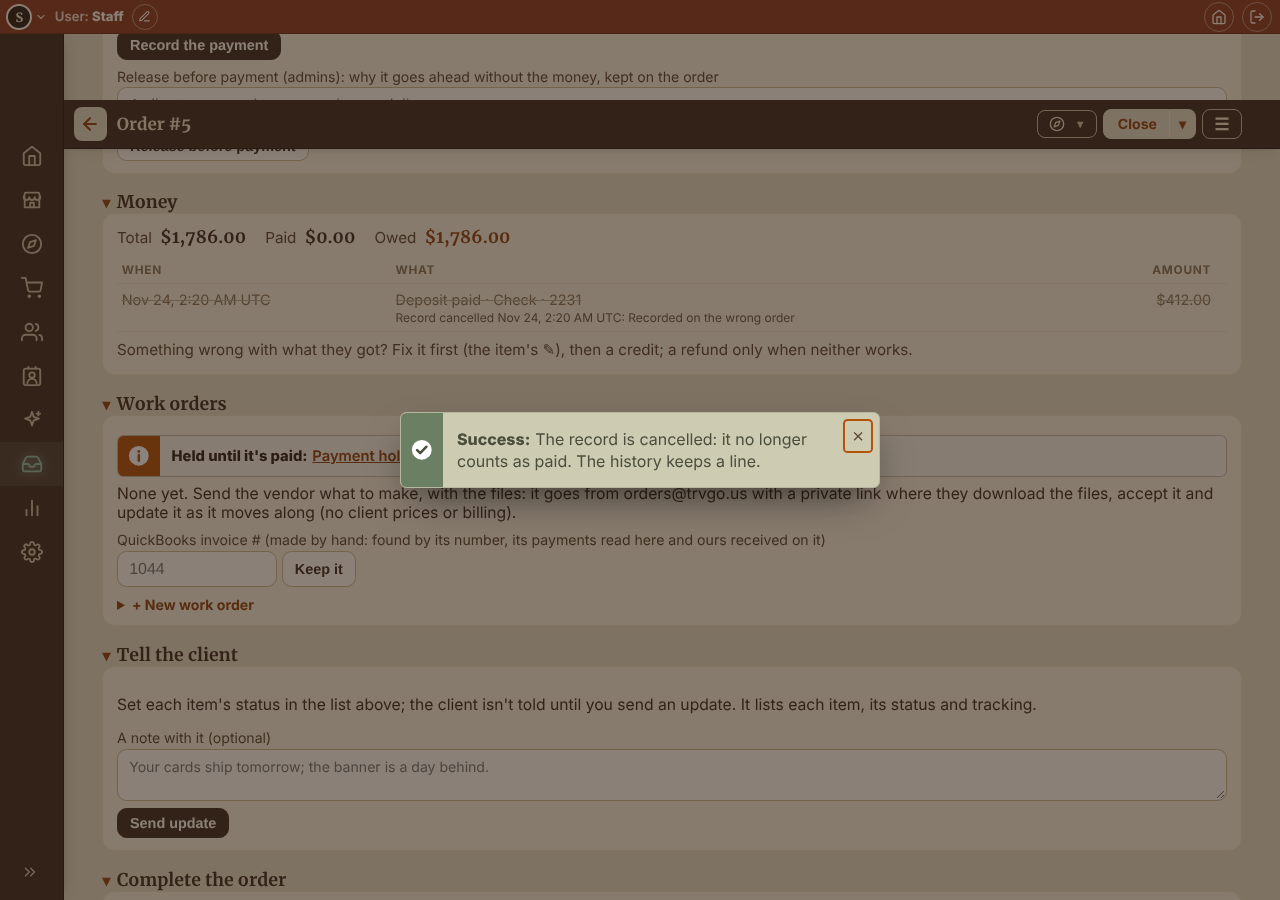 S
User: Staff
Record the payment
Release before payment (admins): why it goes ahead without the money, kept on the order
Order #5
Close
Release before payment
Money
Total $1,786.00 Paid $0.00 Owed $1,786.00
WHEN WHAT AMOUNT
Nov 24, 2:20 AM UTC Deposit paid · Check · 2231 $412.00
Record cancelled Nov 24, 2:20 AM UTC: Recorded on the wrong order
Something wrong with what they got? Fix it first (the item's ✎), then a credit; a refund only when neither works.
Work orders
Success: The record is cancelled: it no longer
counts as paid. The history keeps a line.
Held until it's paid: Payment hol
None yet. Send the vendor what to make, with the files: it goes from orders@trvgo.us with a private link where they download the files, accept it and
update it as it moves along (no client prices or billing).
QuickBooks invoice # (made by hand: found by its number, its payments read here and ours received on it)
1044 Keep it
+ New work order
Tell the client
Set each item's status in the list above; the client isn't told until you send an update. It lists each item, its status and tracking.
A note with it (optional)
Your cards ship tomorrow; the banner is a day behind.
Send update
Complete the order